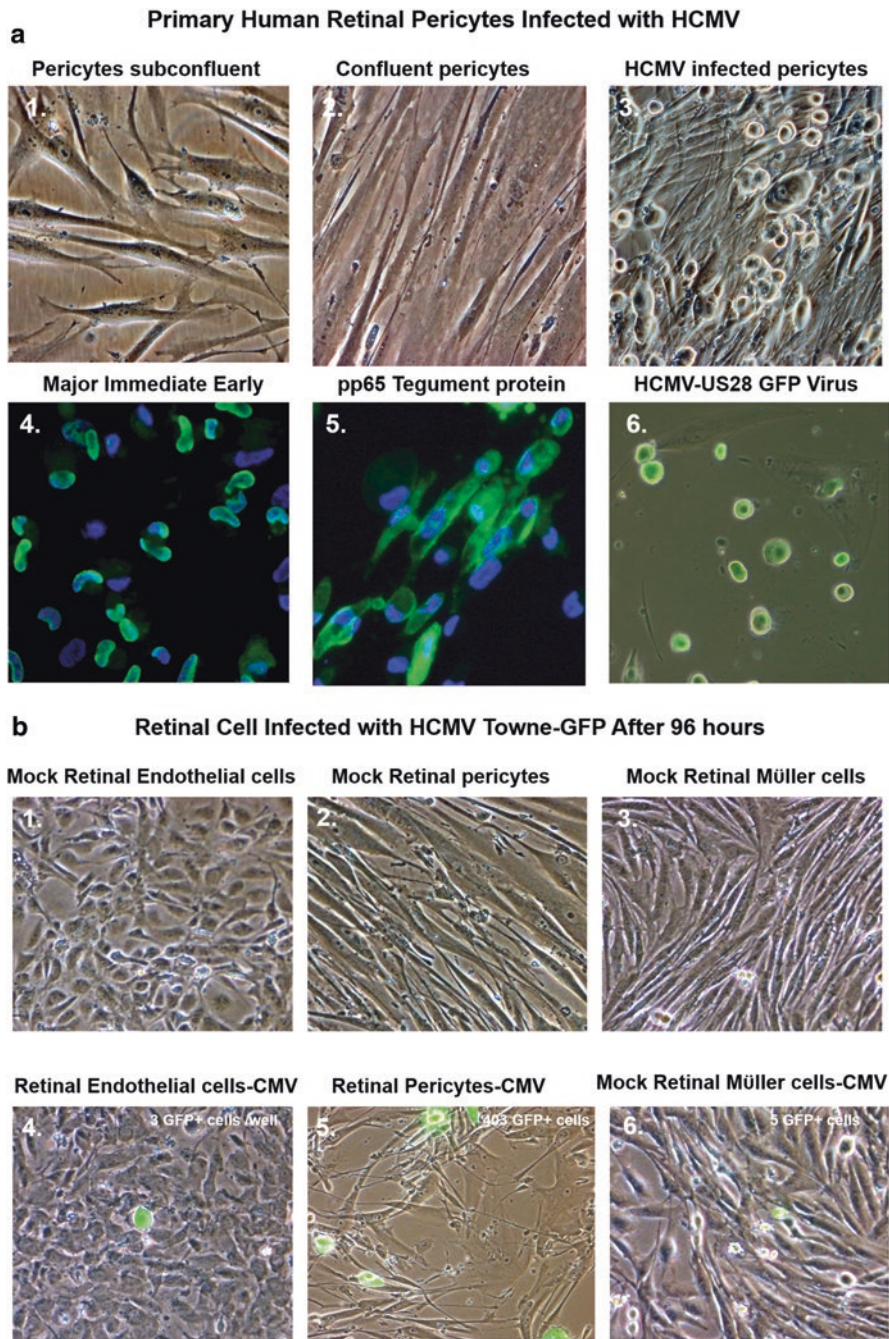 Primary Human Retinal Pericytes Infected with HCMV
a
Pericytes subconfluent
Confluent pericytes
HCMV infected pericytes
1.
2.
3.
Major Immediate Early
pp65 Tegument protein
HCMV-US28 GFP Virus
4.
5.
6.
b
Retinal Cell Infected with HCMV Towne-GFP After 96 hours
Mock Retinal Endothelial cells
Mock Retinal pericytes
Mock Retinal Müller cells
1.
2.
3.
Retinal Endothelial cells-CMV
Retinal Pericytes-CMV
Mock Retinal Müller cells-CMV
4.
3 GFP+ cells /well
5.
403 GFP+ cells
6.
5 GFP+ cells